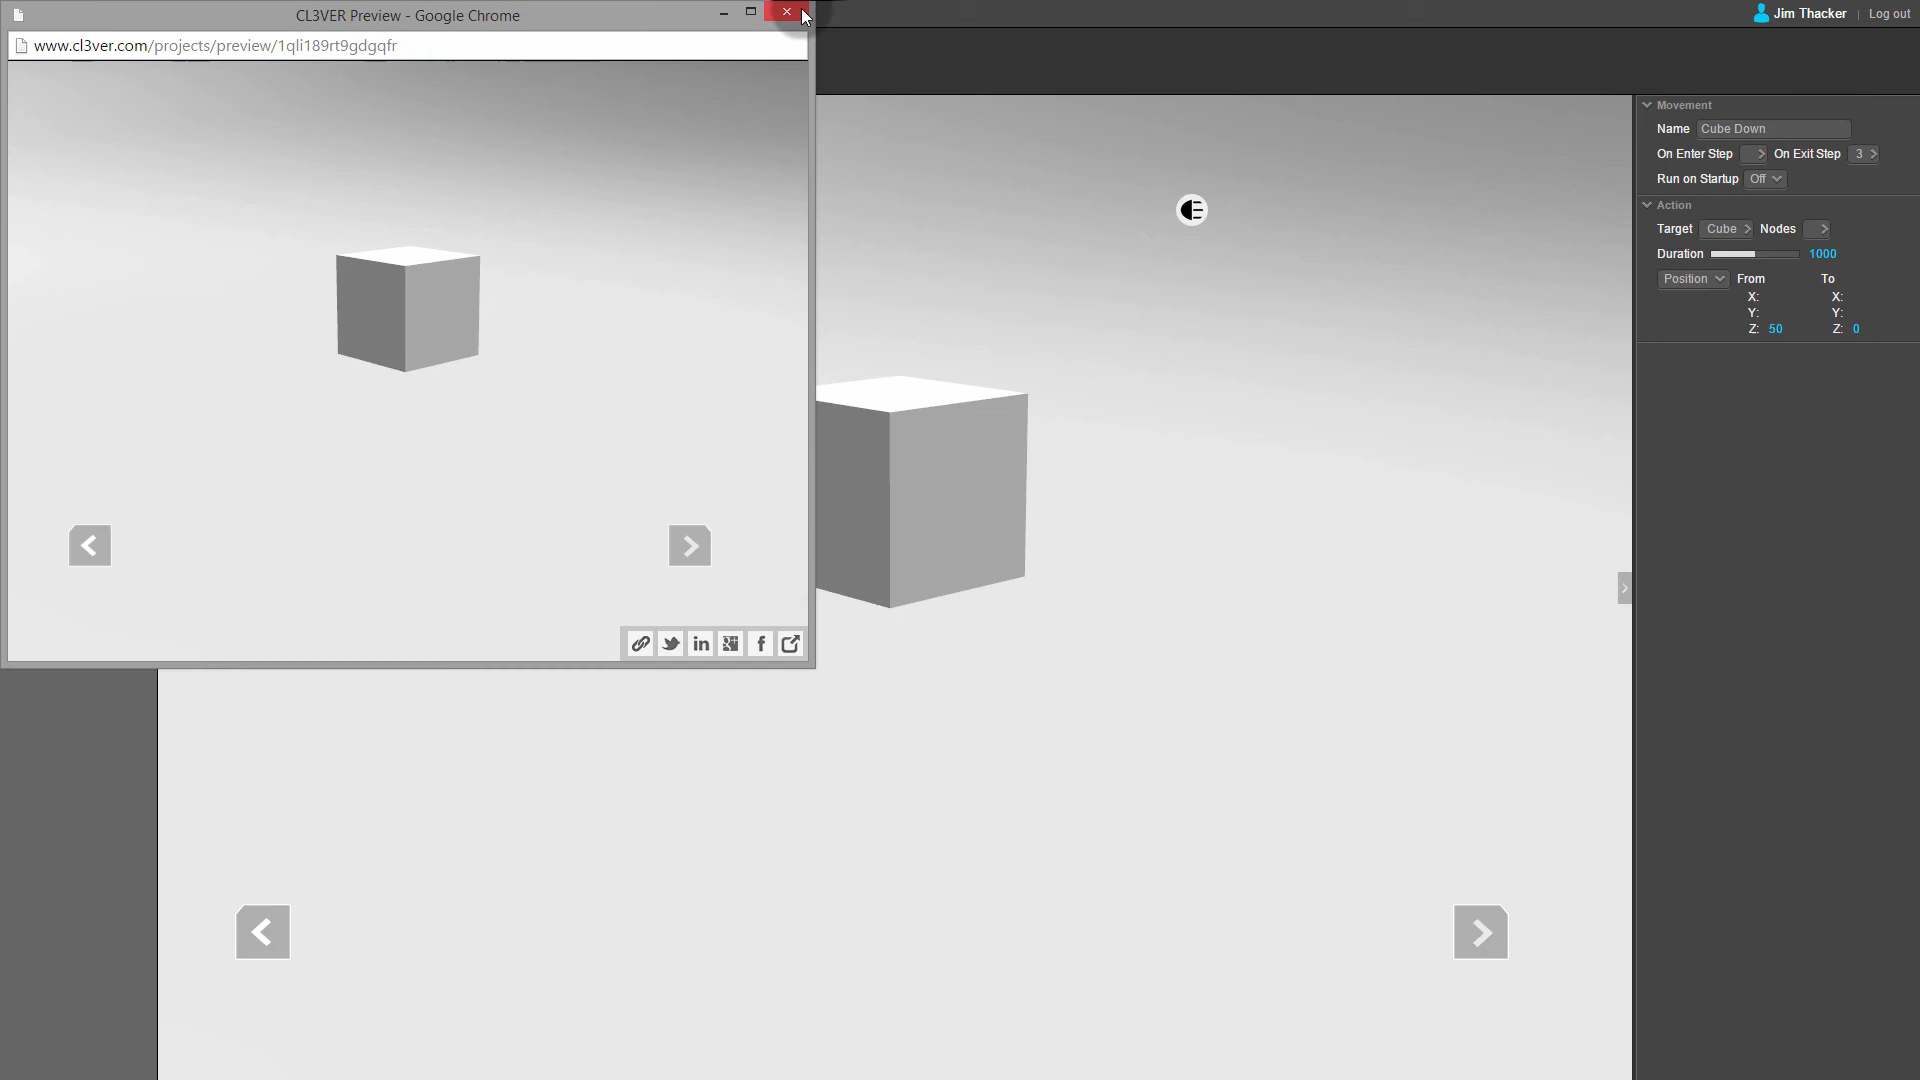 CL3VER Preview - Google Chrome
www.cl3ver.com/projects/preview/1qli189rt9gdgqfr
Jim Thacker | Log out
Movement
Name Cube Down
On Enter Step On Exit Step 3
Run on Startup Off
Action
Target Cube Nodes
Duration 1000
Position From To
X: X:
Y: Y:
Z: 50 Z: 0